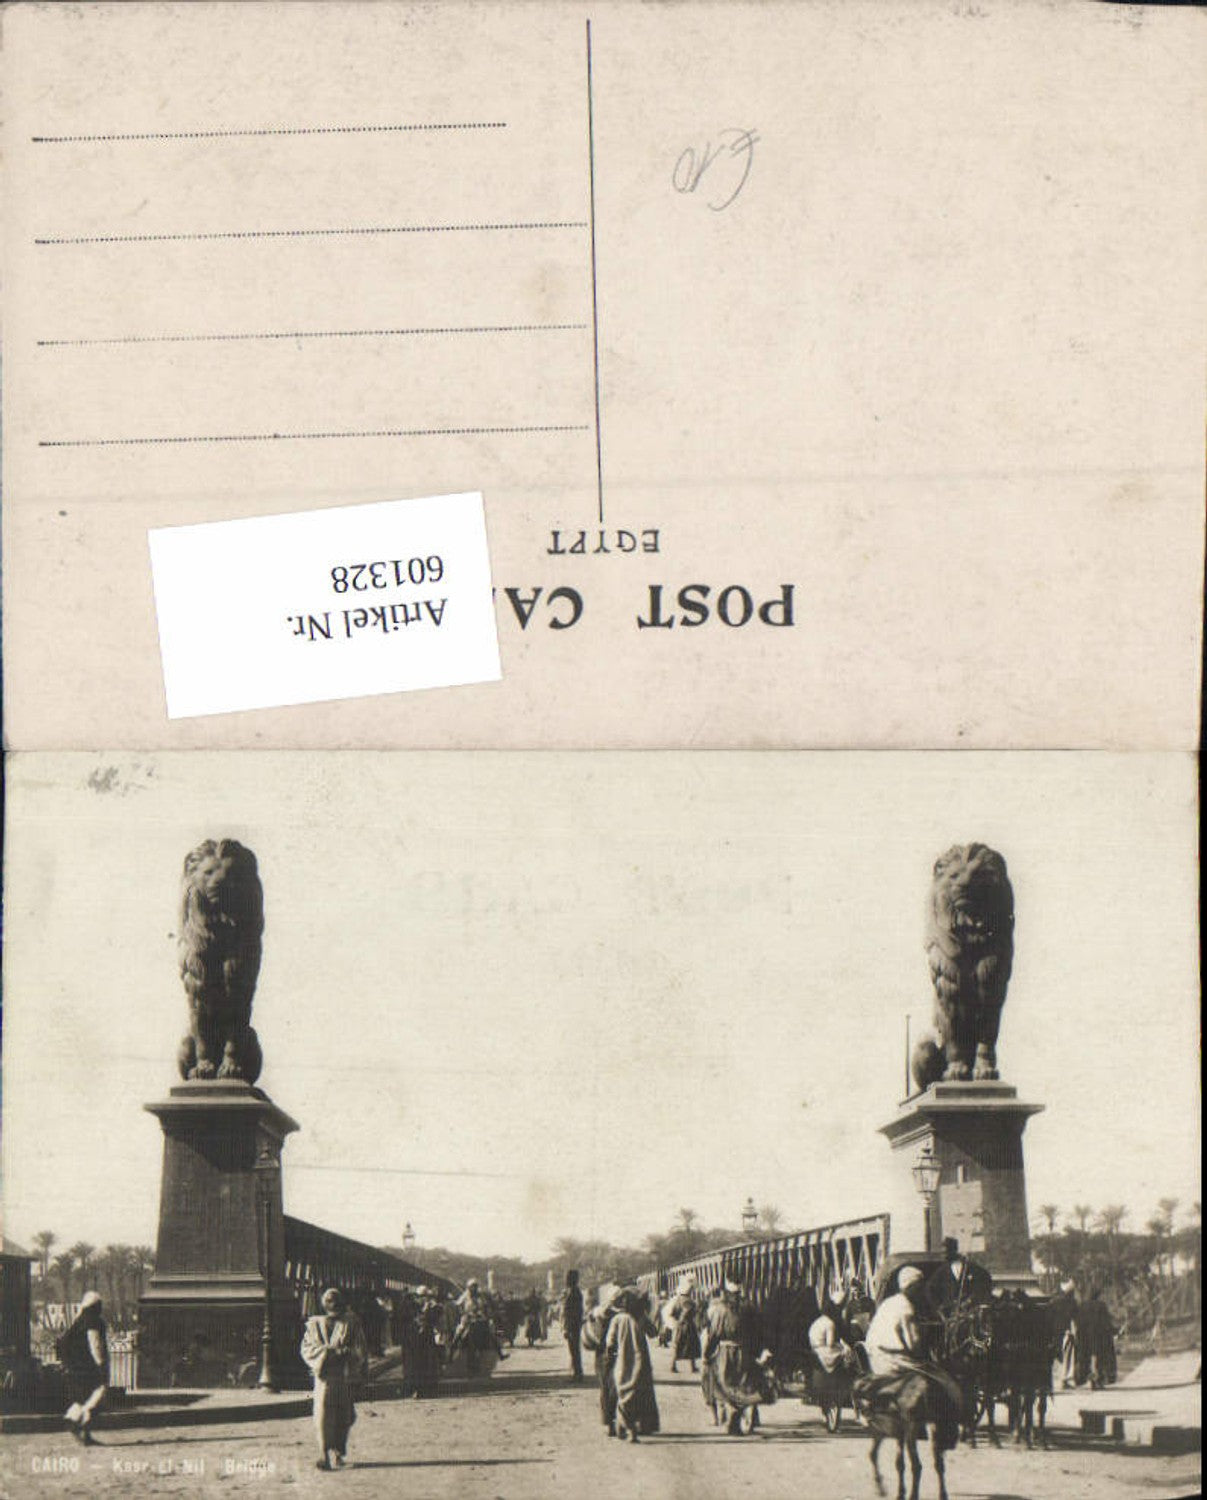 POST CA
EGYPT
Artikel Nr.
601328
CAIRO – Kasr-El-Nil Bridge